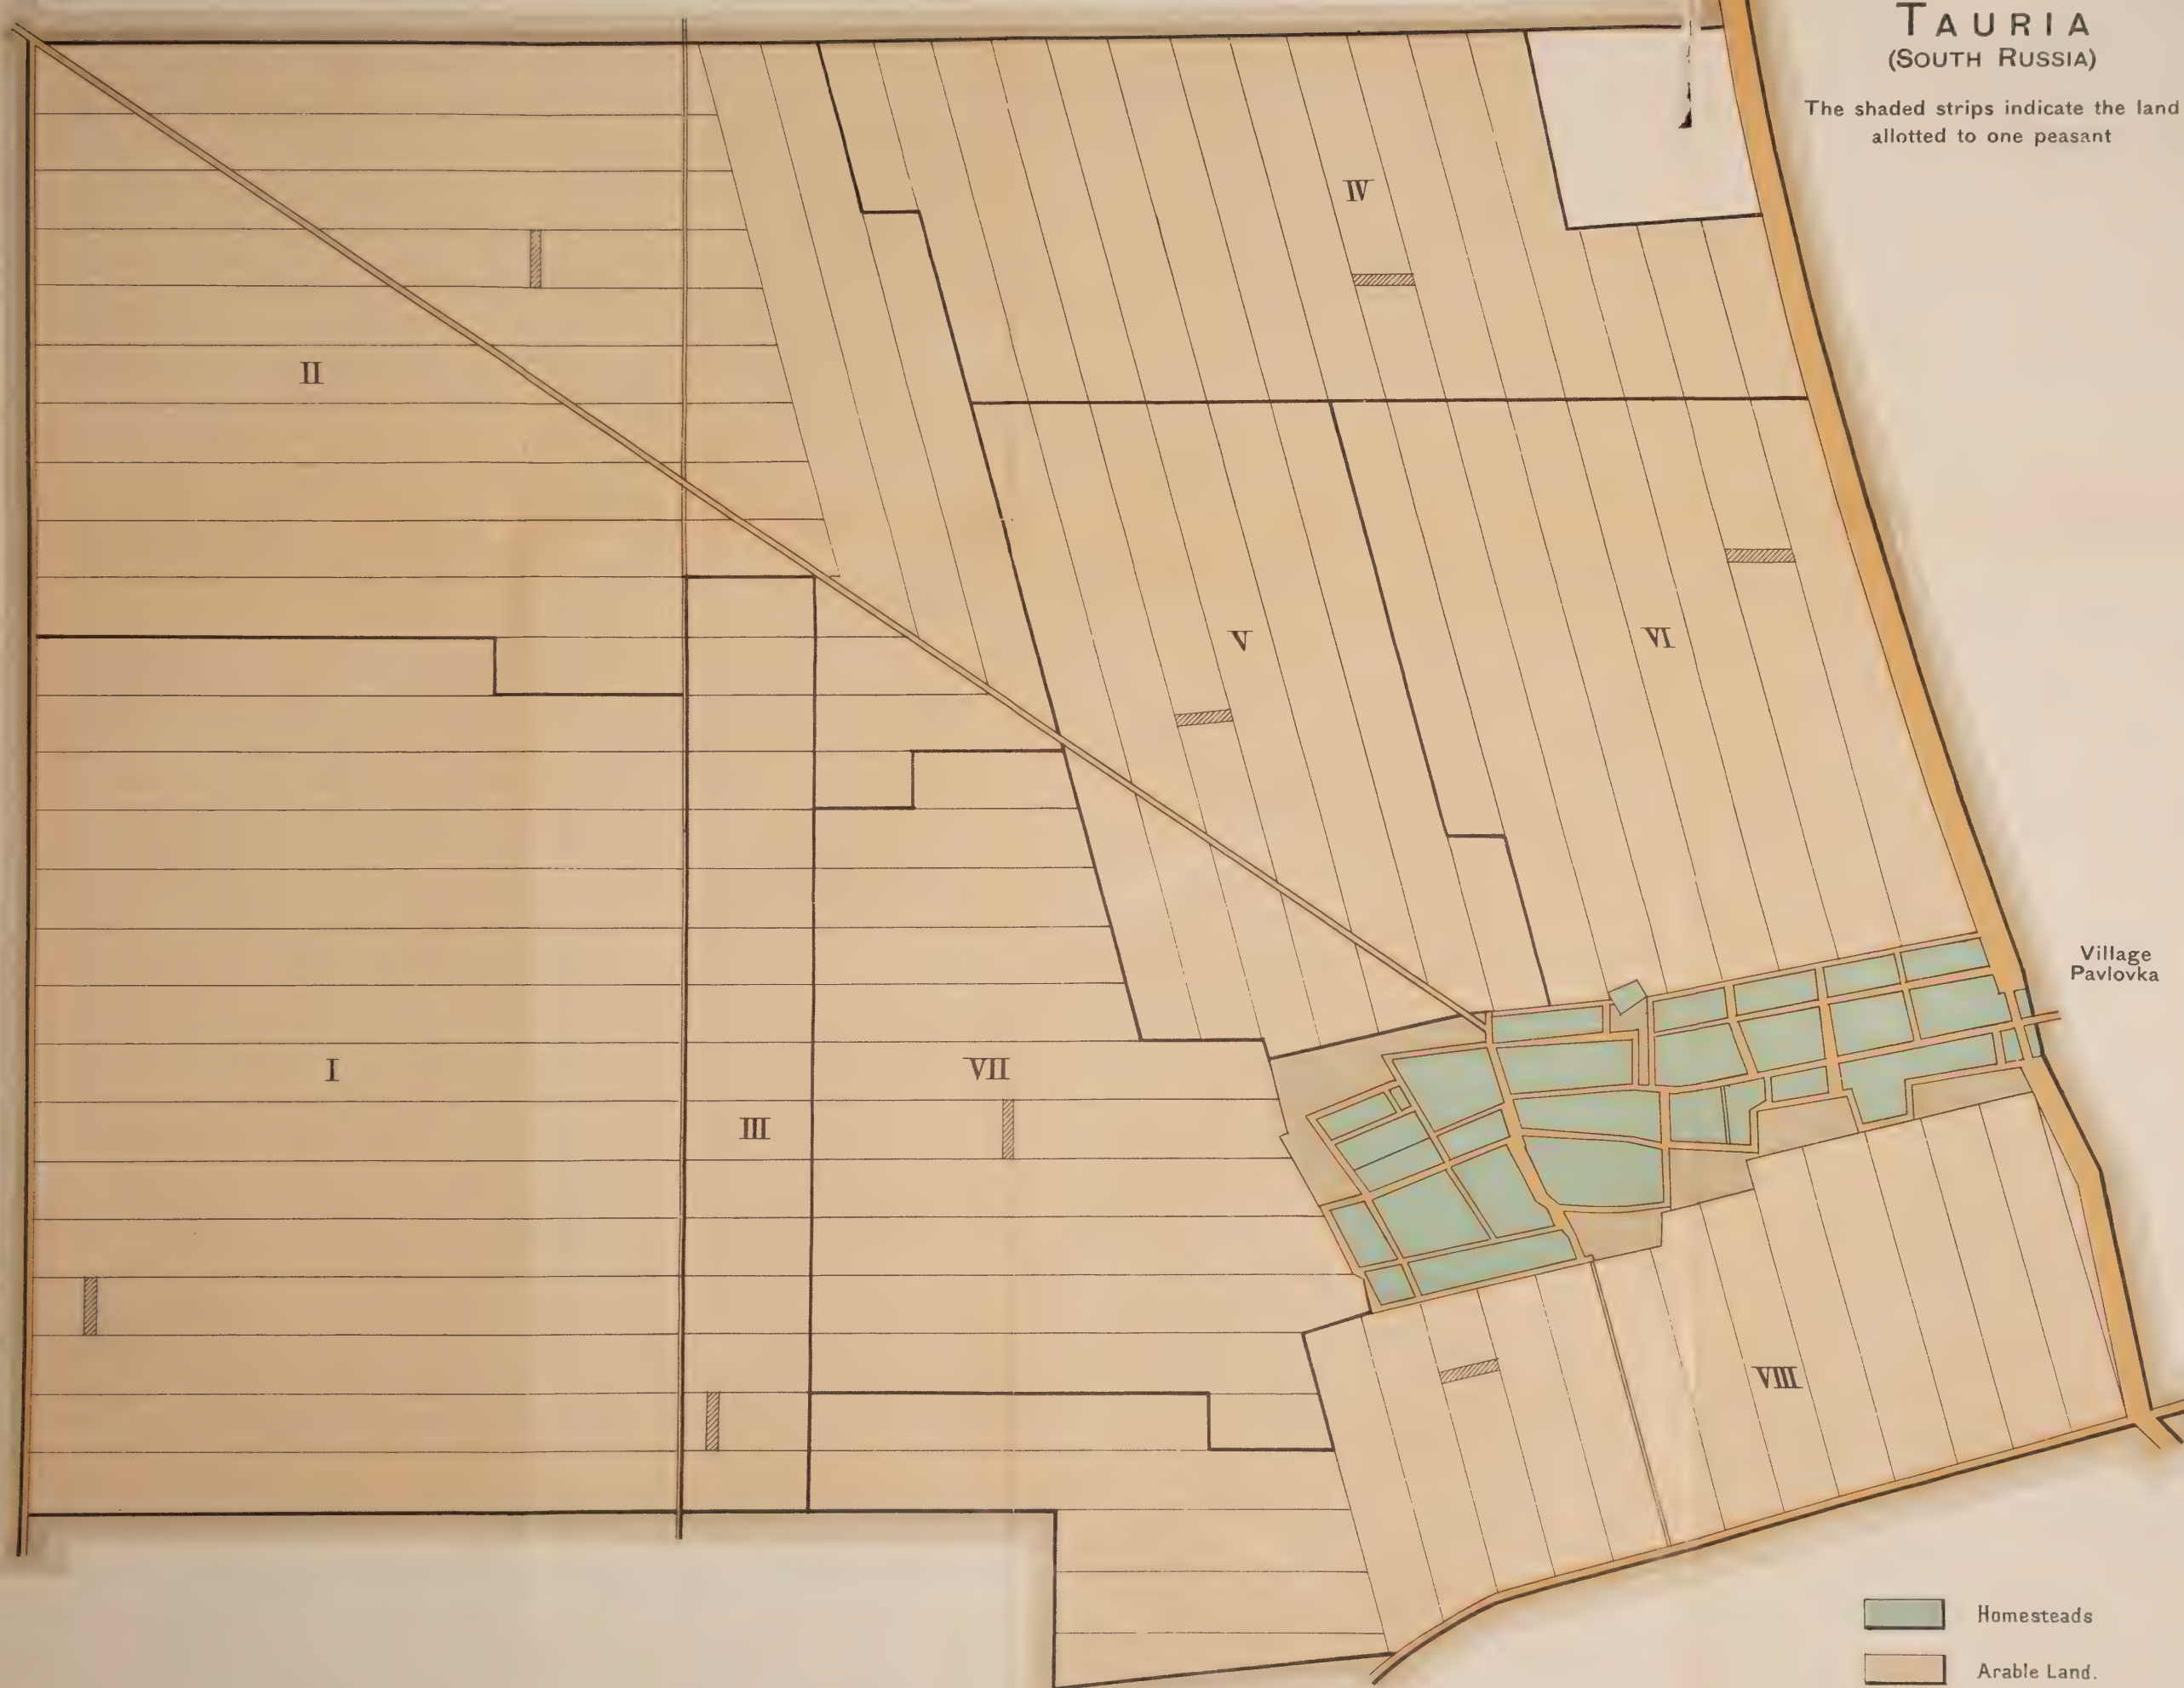 TAURIA
(SOUTH RUSSIA)
The shaded strips indicate the land
allotted to one peasant
IV
II
V
VI
Village
Pavlovka
I
VII
III
VIII
Homesteads
Arable Land.